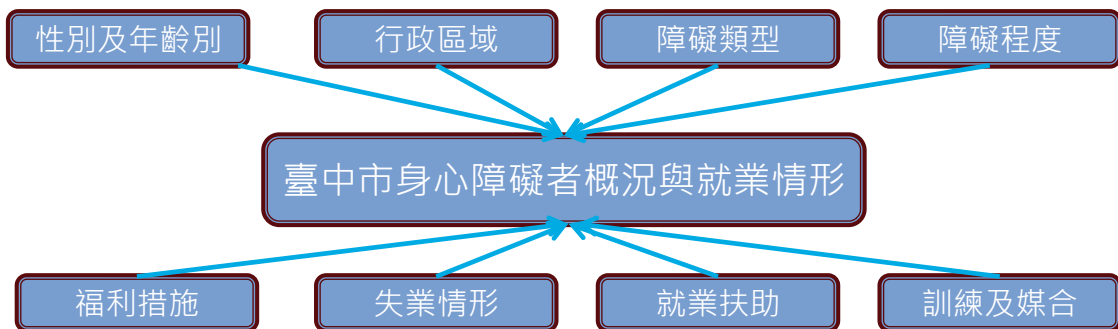 性別及年齡別
行政區域
障礙類型
障礙程度
臺中市身心障礙者概況與就業情形
福利措施
失業情形
就業扶助
訓練及媒合